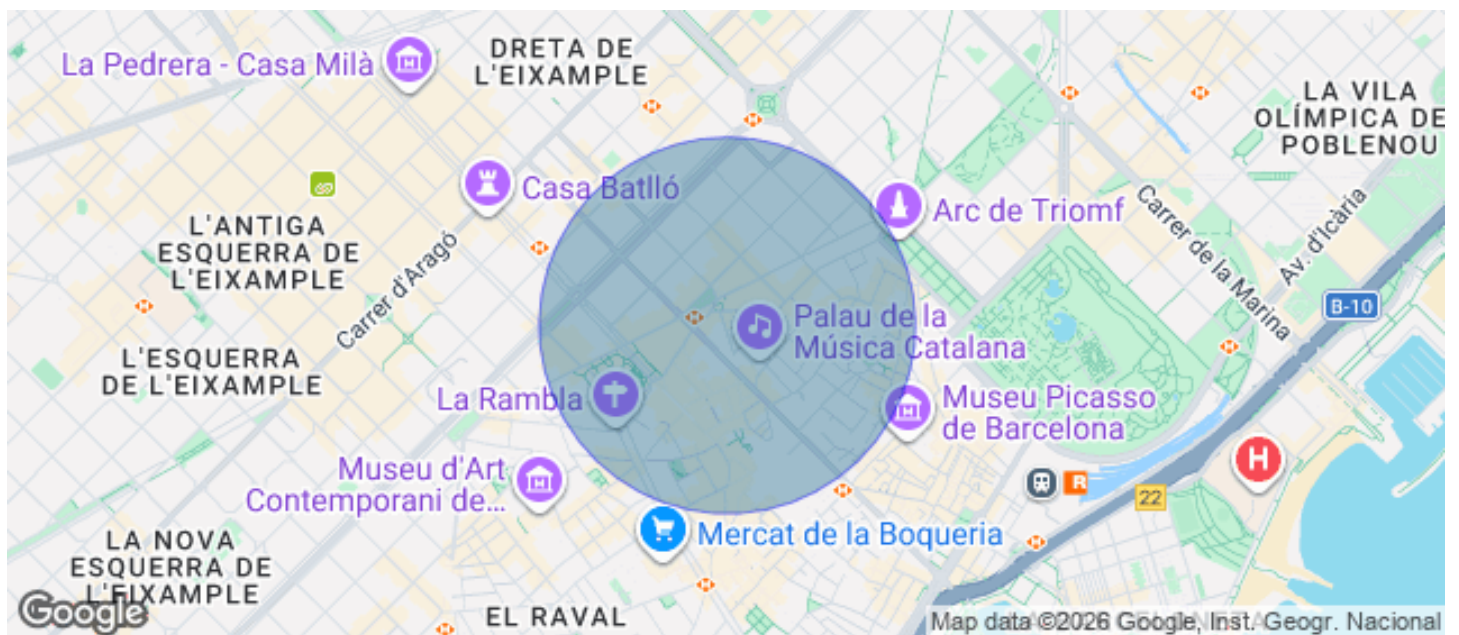 La Pedrera - Casa Milà
DRETA DE
L'EIXAMPLE
LA VILA
OLÍMPICA DE
POBLENOU
Casa Batlló
Arc de Triomf
Carrer de la Marina
Av. d'Icària
L'ANTIGA
ESQUERRA DE
L'EIXAMPLE
Carrer d'Aragó
B-10
Palau de la
Música Catalana
L'ESQUERRA
DE L'EIXAMPLE
La Rambla
Museu Picasso
de Barcelona
Museu d'Art
Contemporani de...
H
R
22
Mercat de la Boqueria
LA NOVA
ESQUERRA DE
L'EIXAMPLE
Google
EL RAVAL
Map data ©2026 Google, Inst. Geogr. Nacional